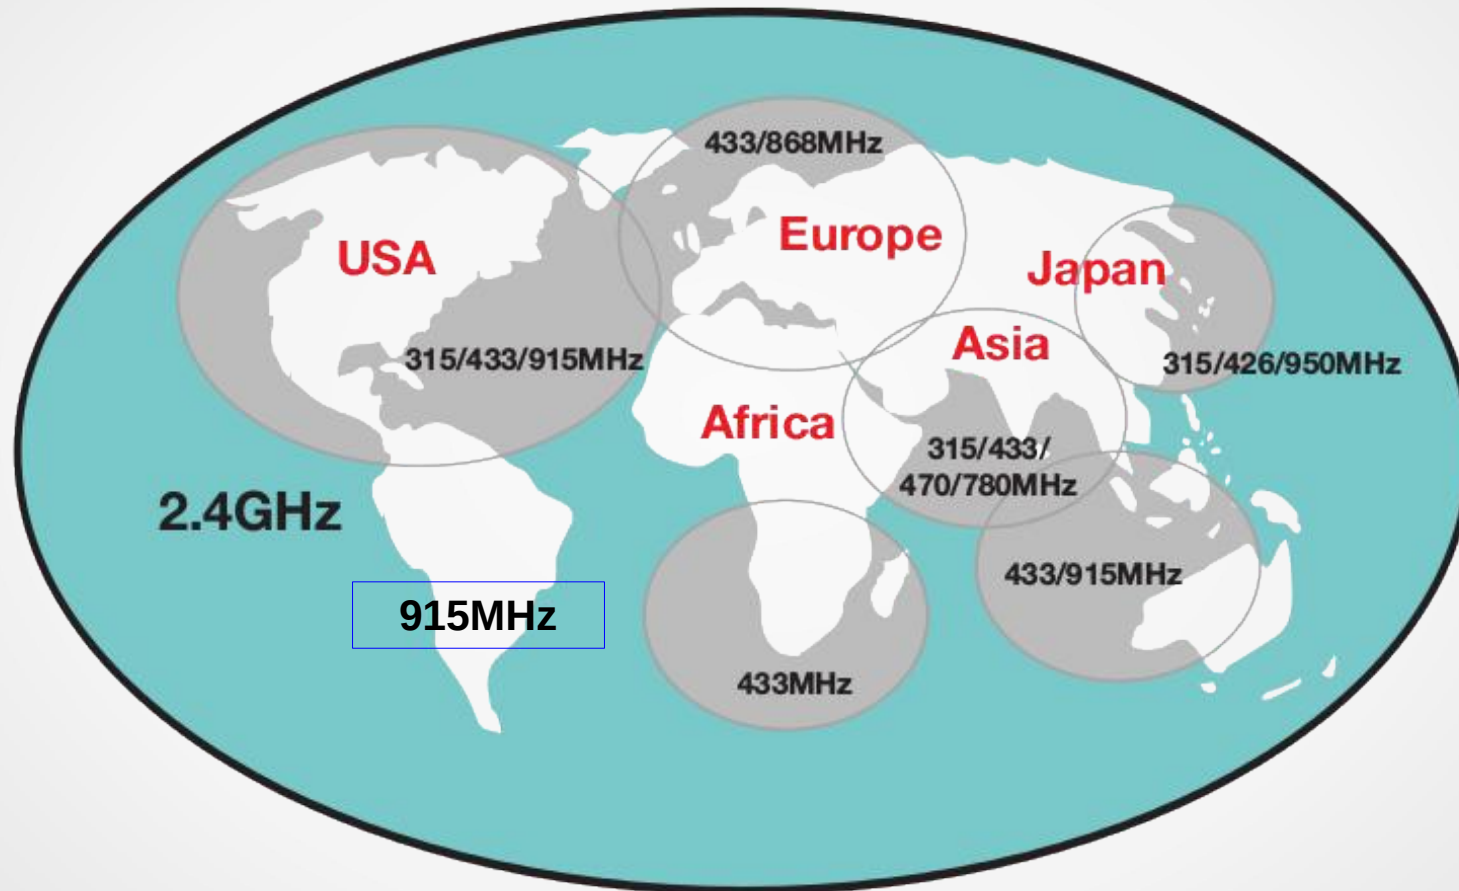 433/868MHz
Europe
USA
Japan
Asia
315/433/915MHz
315/426/950MHz
Africa
315/433/
470/780MHz
2.4GHz
433/915MHz
915MHz
433MHz